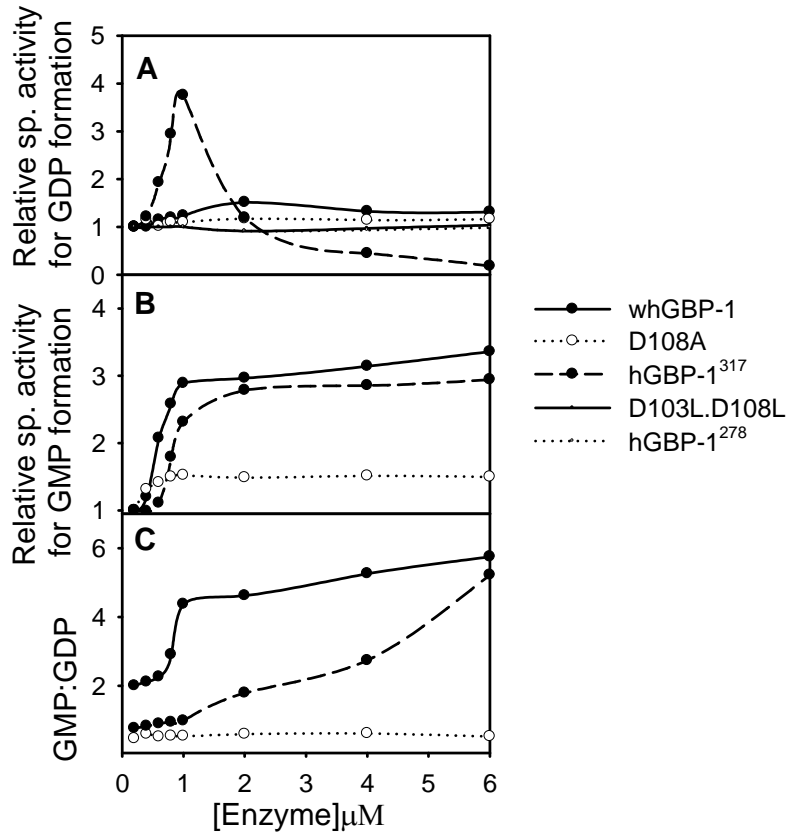 A
Relative sp. activity
for GDP formation
5
4
3
2
1
0
B
Relative sp. activity
for GMP formation
4
3
2
1
C
GMP:GDP
6
4
2
0 1 2 3 4 5 6
[Enzyme]μM
whGBP-1
D108A
hGBP-1³¹⁷
D103L.D108L
hGBP-1²⁷⁸